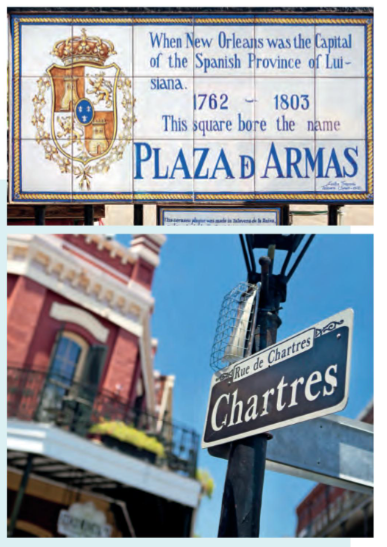 When New Orleans was the Capital
of the Spanish Province of Lui-
siana.
1762 - 1803
This square bore the name
PLAZA D ARMAS
Rue de Chartres
Chartres